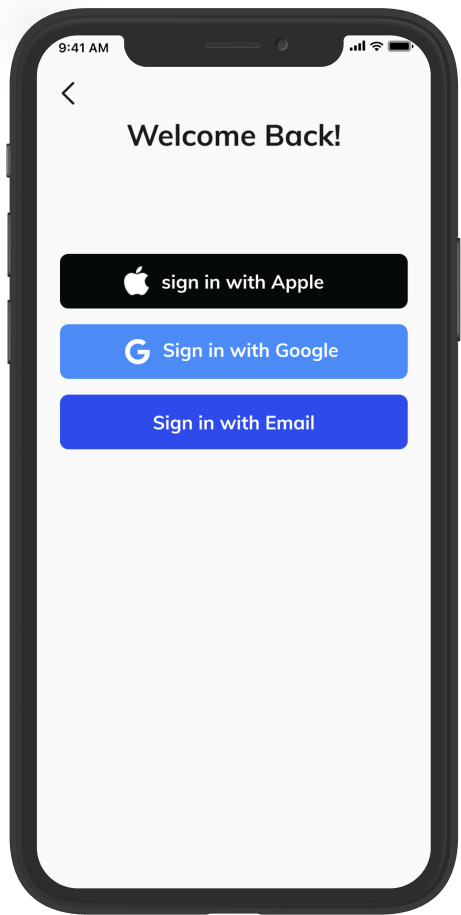 9:41 AM
Welcome Back!
sign in with Apple
Sign in with Google
Sign in with Email